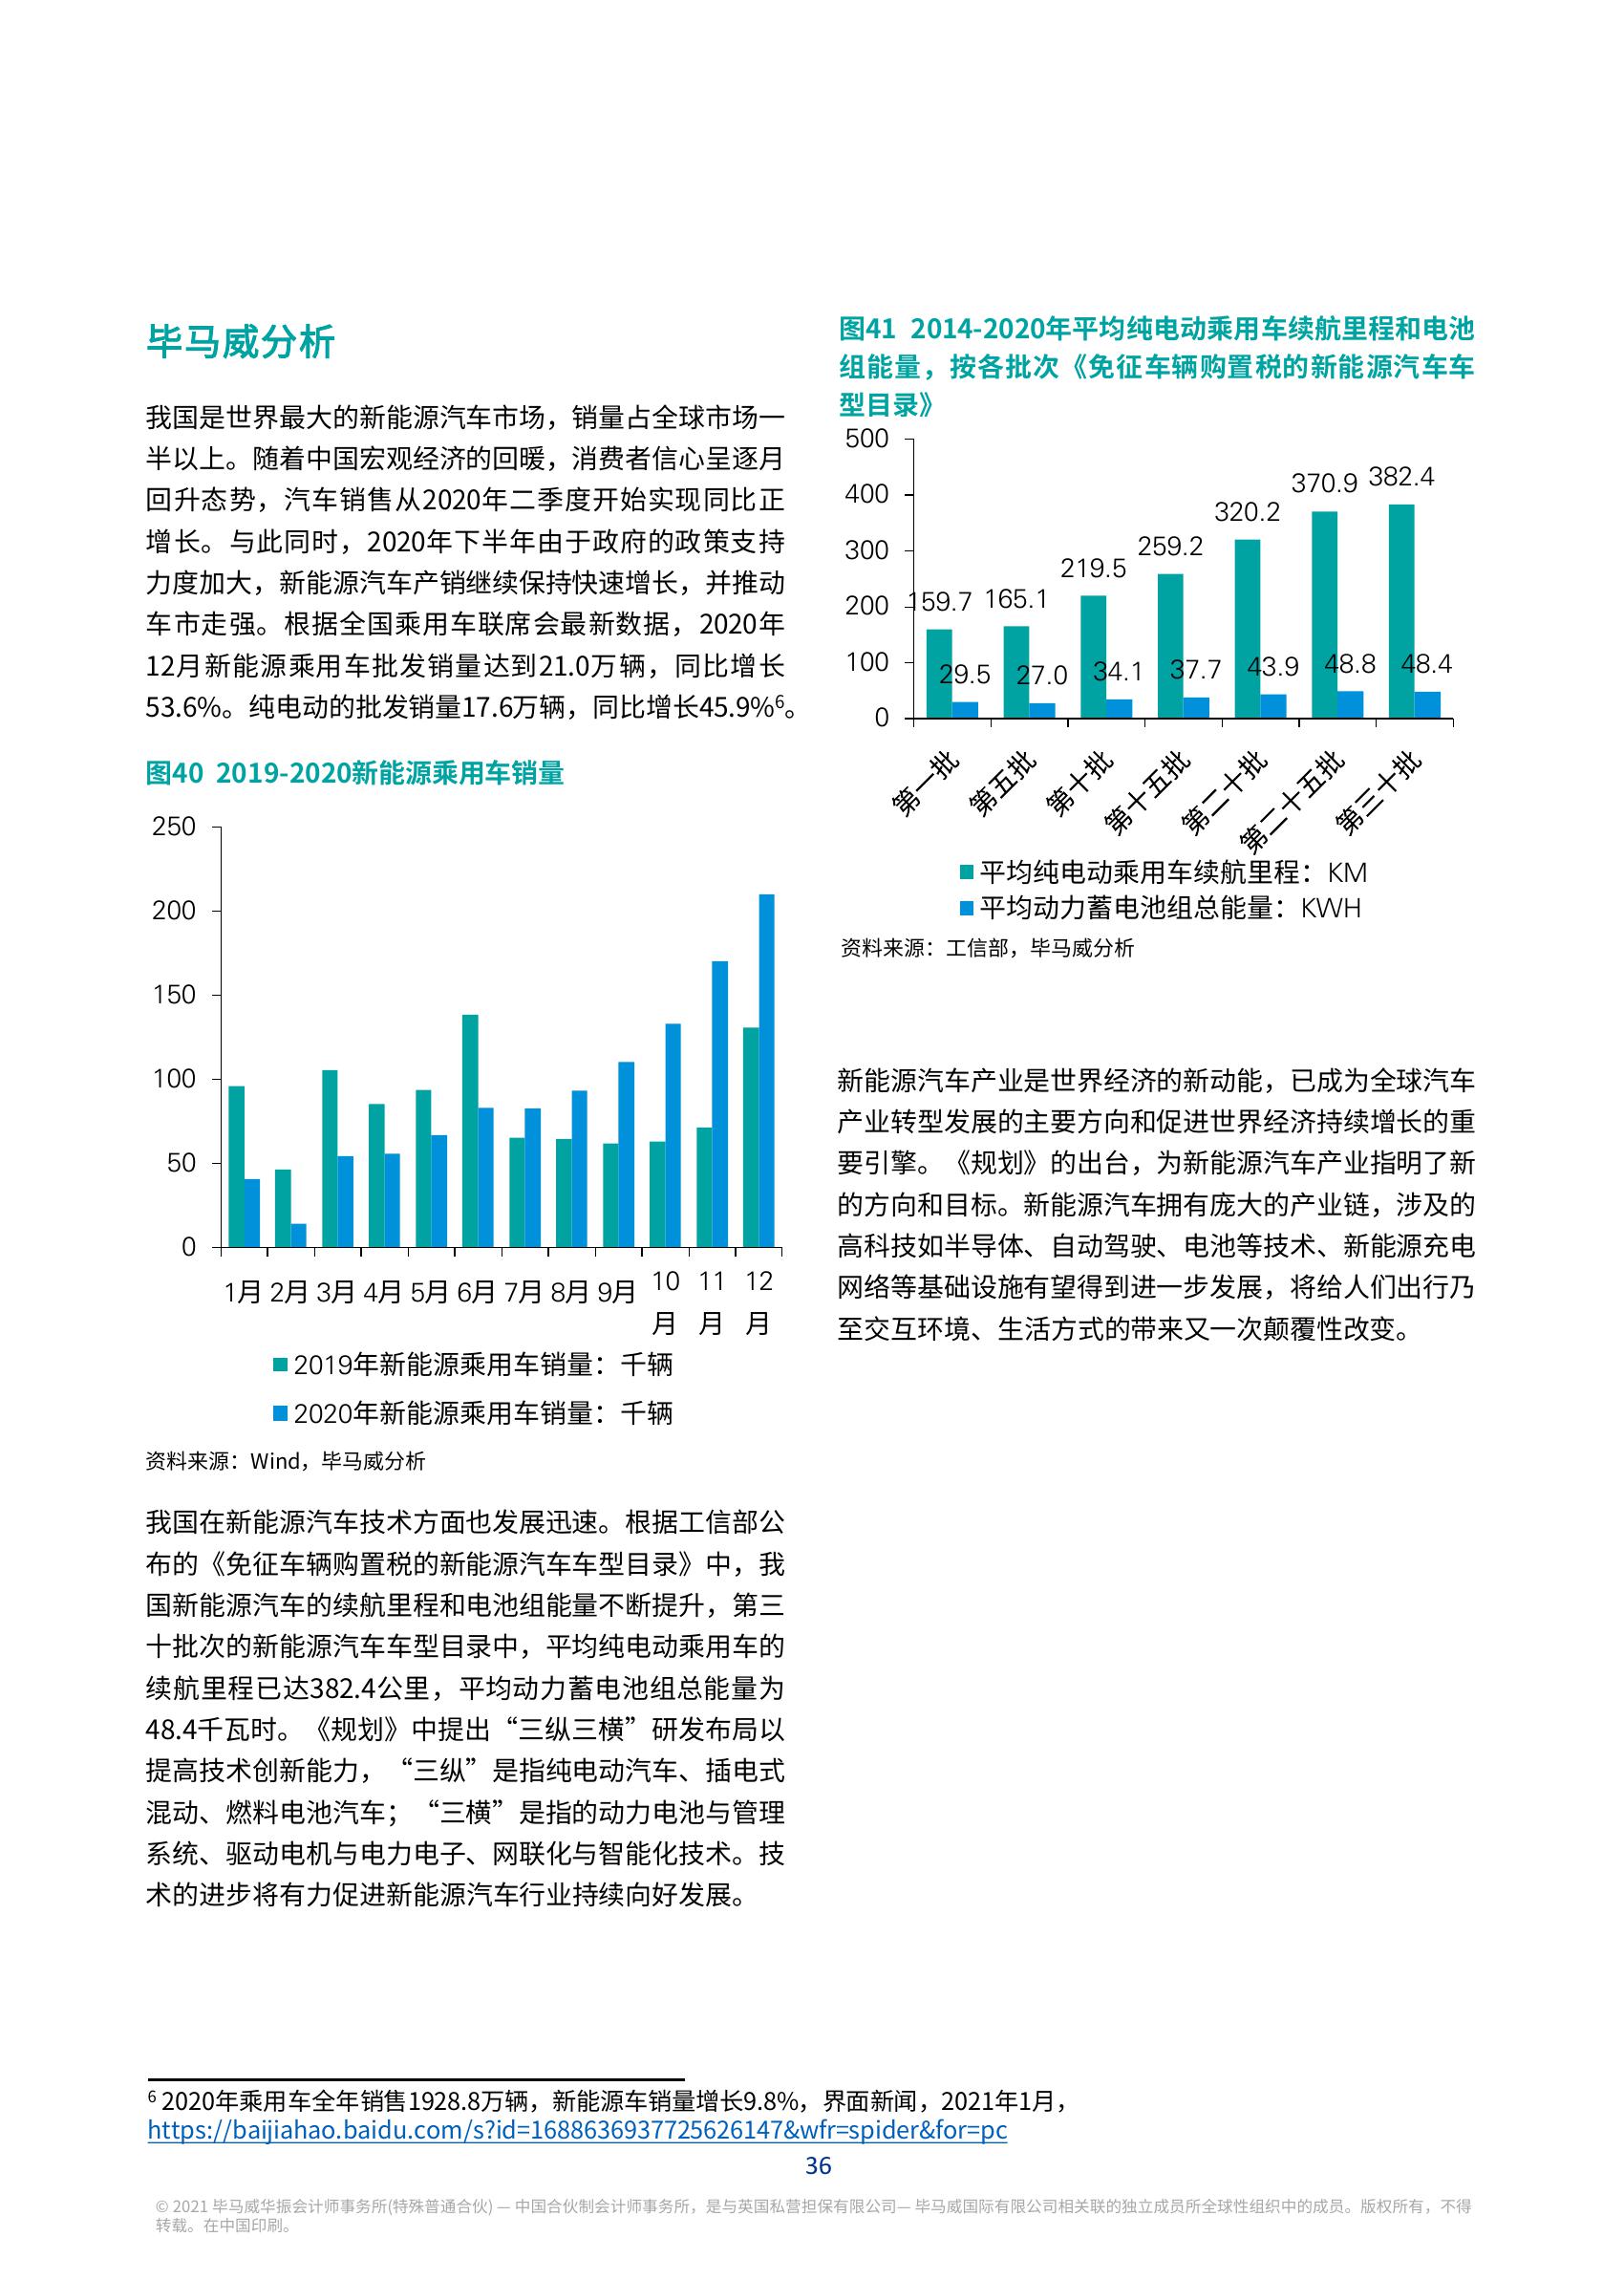 毕马威分析
我国是世界最大的新能源汽车市场，销量占全球市场一
半以上。随着中国宏观经济的回暖，消费者信心呈逐月
回升态势，汽车销售从2020年二季度开始实现同比正
增长。与此同时，2020年下半年由于政府的政策支持
力度加大，新能源汽车产销继续保持快速增长，并推动
车市走强。根据全国乘用车联席会最新数据，2020年
12月新能源乘用车批发销量达到21.0万辆，同比增长
53.6%。纯电动的批发销量17.6万辆，同比增长45.9%⁶。
图40 2019-2020新能源乘用车销量
250
200
150
100
50
0
1月 2月 3月 4月 5月 6月 7月 8月 9月 10月 11月 12月
2019年新能源乘用车销量：千辆
2020年新能源乘用车销量：千辆
资料来源：Wind，毕马威分析
我国在新能源汽车技术方面也发展迅速。根据工信部公
布的《免征车辆购置税的新能源汽车车型目录》中，我
国新能源汽车的续航里程和电池组能量不断提升，第三
十批次的新能源汽车车型目录中，平均纯电动乘用车的
续航里程已达382.4公里，平均动力蓄电池组总能量为
48.4千瓦时。《规划》中提出“三纵三横”研发布局以
提高技术创新能力，“三纵”是指纯电动汽车、插电式
混动、燃料电池汽车；“三横”是指的动力电池与管理
系统、驱动电机与电力电子、网联化与智能化技术。技
术的进步将有力促进新能源汽车行业持续向好发展。
图41 2014-2020年平均纯电动乘用车续航里程和电池
组能量，按各批次《免征车辆购置税的新能源汽车车
型目录》
500
400
300
200
100
0
159.7 165.1 219.5 259.2 320.2 370.9 382.4
29.5 27.0 34.1 37.7 43.9 48.8 48.4
第一批 第五批 第十批 第十五批 第二十批 第二十五批 第三十批
平均纯电动乘用车续航里程：KM
平均动力蓄电池组总能量：KWH
资料来源：工信部，毕马威分析
新能源汽车产业是世界经济的新动能，已成为全球汽车
产业转型发展的主要方向和促进世界经济持续增长的重
要引擎。《规划》的出台，为新能源汽车产业指明了新
的方向和目标。新能源汽车拥有庞大的产业链，涉及的
高科技如半导体、自动驾驶、电池等技术、新能源充电
网络等基础设施有望得到进一步发展，将给人们出行乃
至交互环境、生活方式的带来又一次颠覆性改变。
⁶ 2020年乘用车全年销售1928.8万辆，新能源车销量增长9.8%，界面新闻，2021年1月，
https://baijiahao.baidu.com/s?id=1688636937725626147&wfr=spider&for=pc
36
© 2021 毕马威华振会计师事务所(特殊普通合伙) — 中国合伙制会计师事务所，是与英国私营担保有限公司— 毕马威国际有限公司相关联的独立成员所全球性组织中的成员。版权所有，不得
转载。在中国印刷。